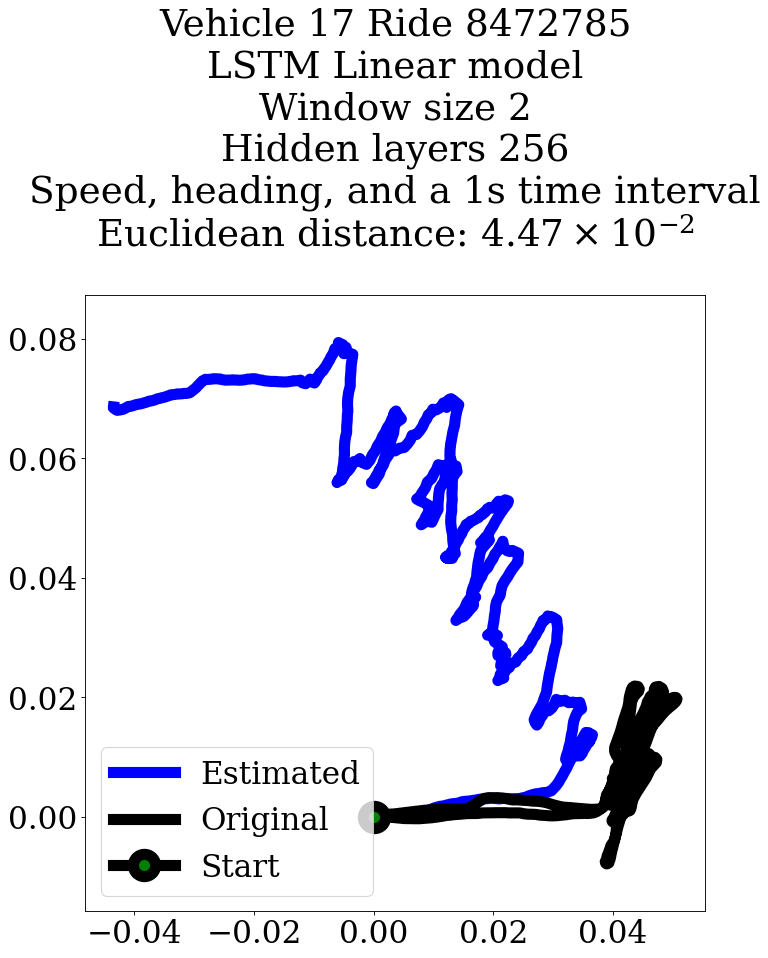 Vehicle 17 Ride 8472785
LSTM Linear model
Window size 2
Hidden layers 256
Speed, heading, and a 1s time interval
Euclidean distance: 4.47 × 10⁻²
0.08
0.06
0.04
0.02
0.00
Estimated
Original
Start
−0.04 −0.02 0.00 0.02 0.04